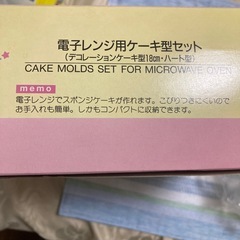 電子レンジ用ケーキ型セット
(デコレーションケーキ型18cm・ハート型)
CAKE MOLDS SET FOR MICROWAVE OVEN
memo
電子レンジでスポンジケーキが作れます。こびりつきにくいので
お手入れも簡単。しかもコンパクトに収納できます。